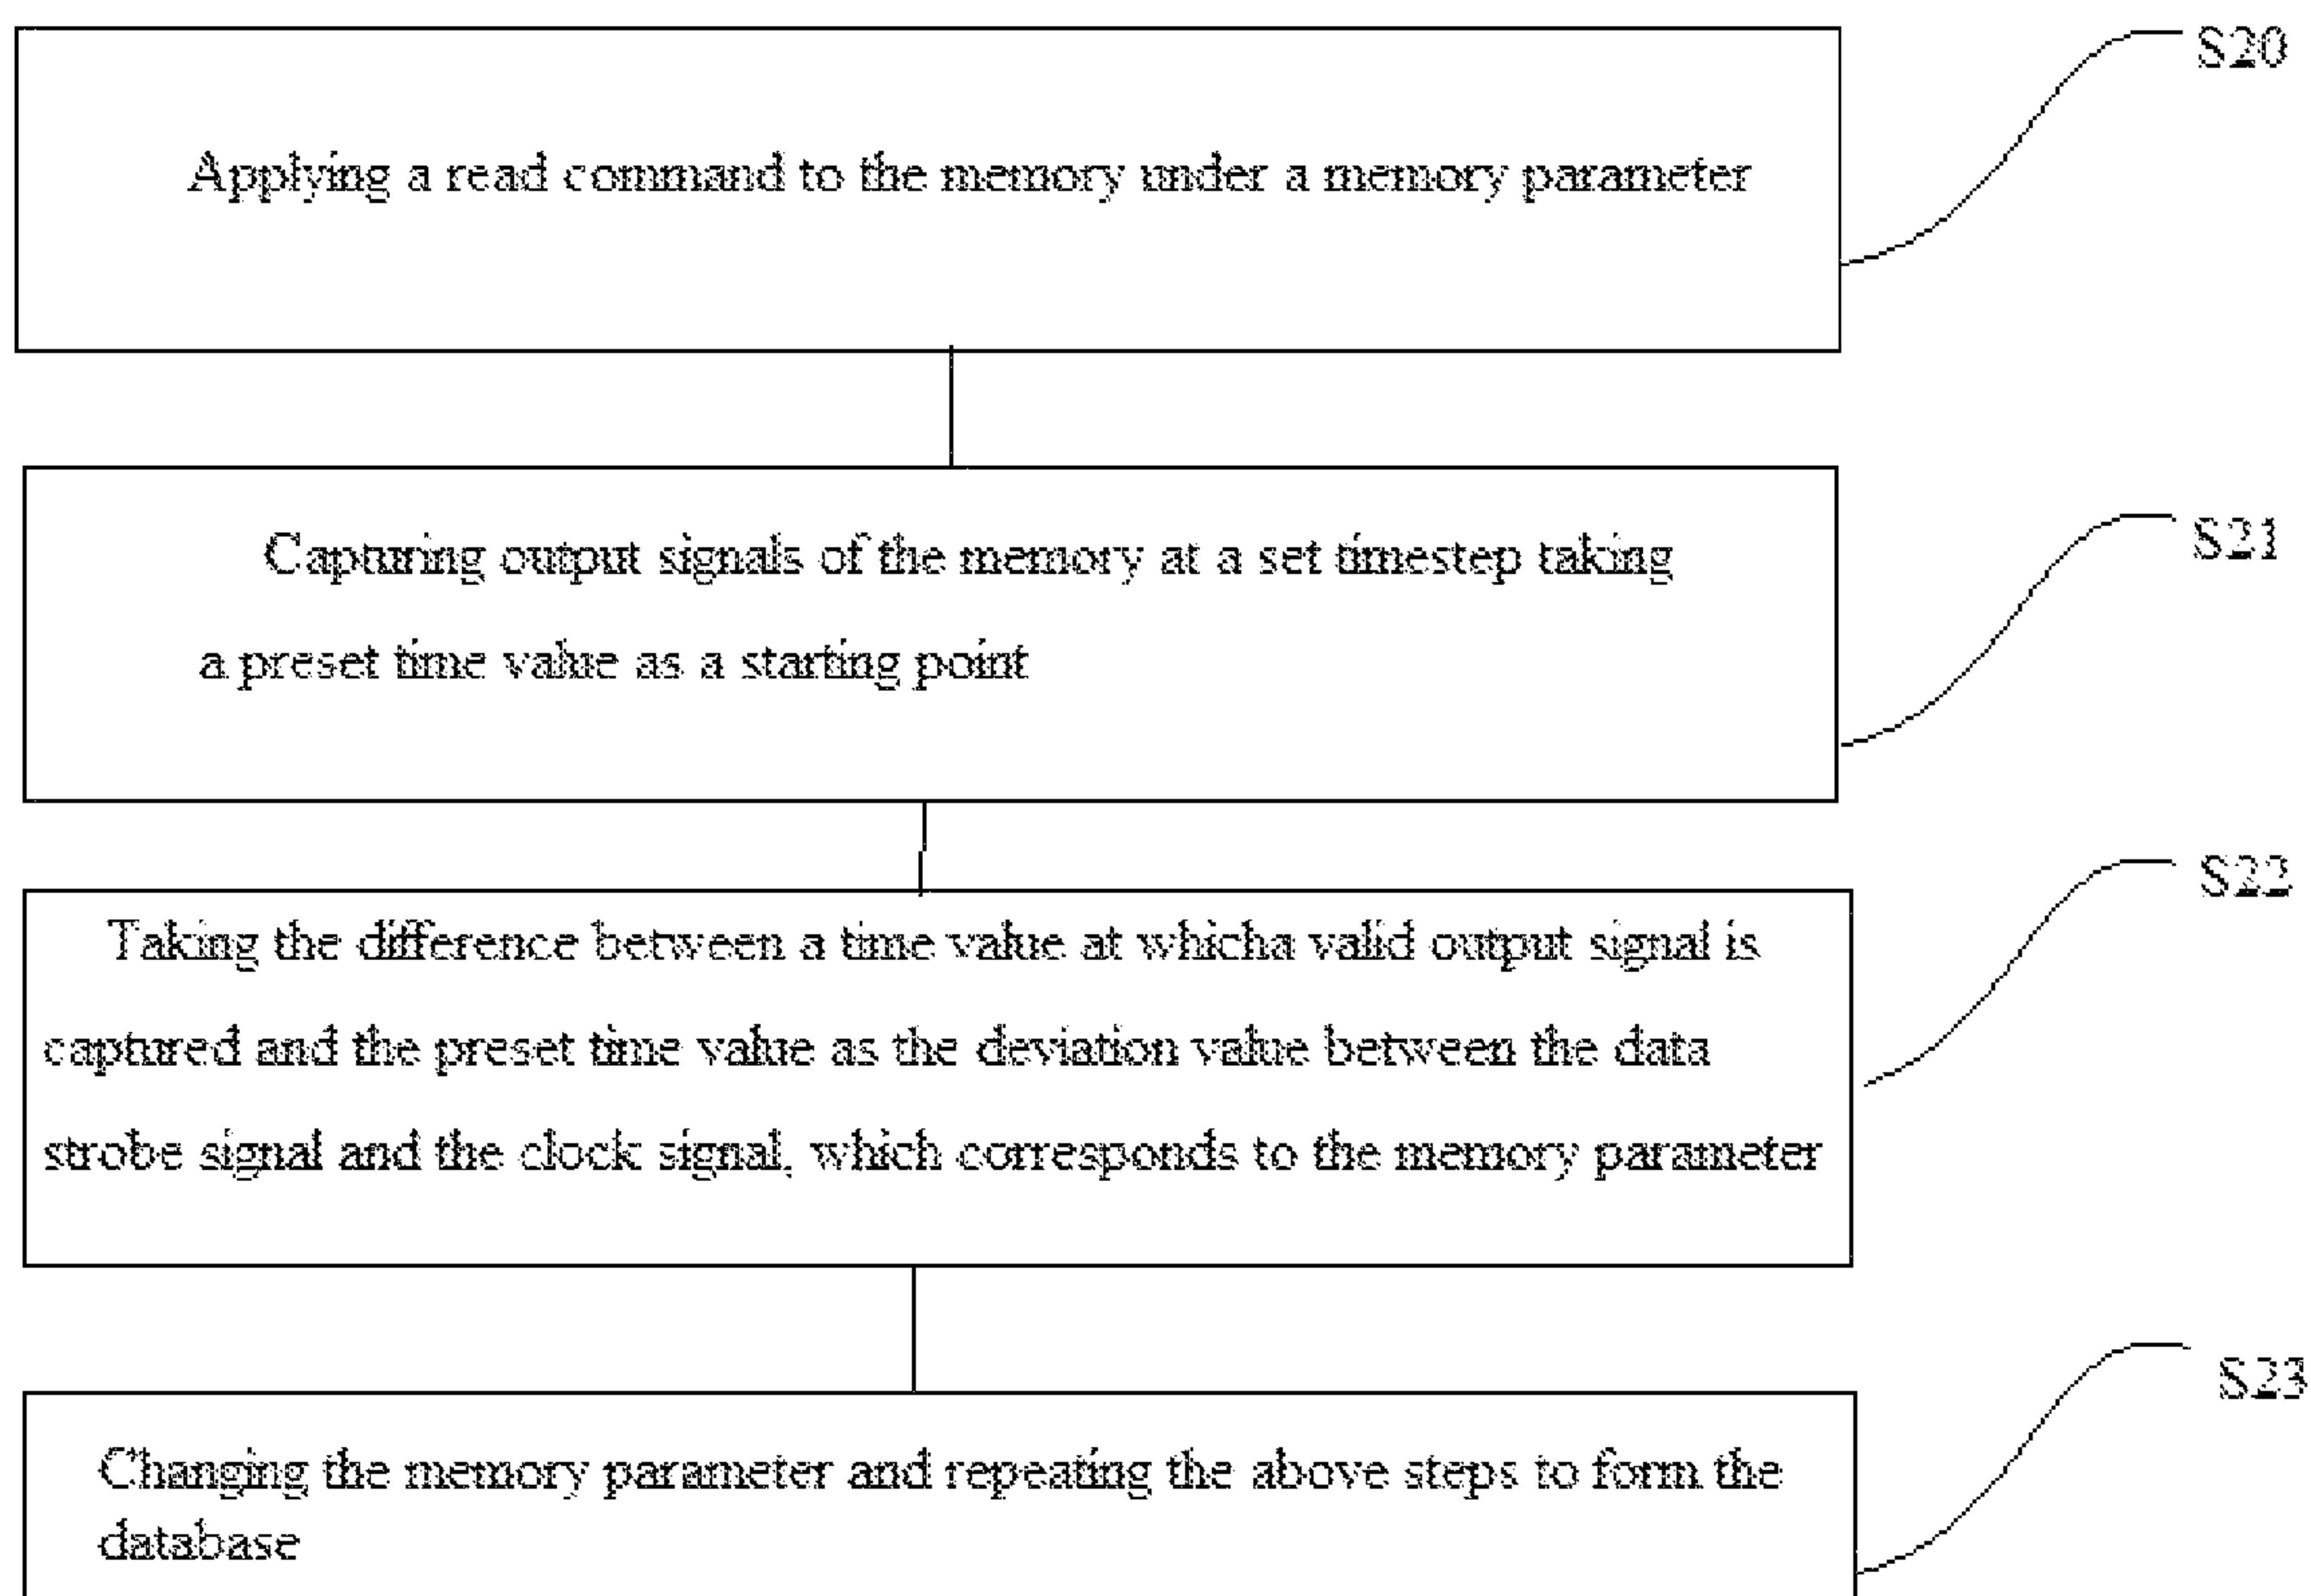 S20
Applying a read command to the memory under a memory parameter
Capturing output signals of the memory at a set timestep taking
S21
a preset time value as a starting point
S22
Taking the difference between a time value at whicha valid output signal is
captured and the preset time value as the deviation value between the data
strobe signal and the clock signal, which corresponds to the memory parameter
S23
Changing the memory parameter and repeating the above steps to form the
database